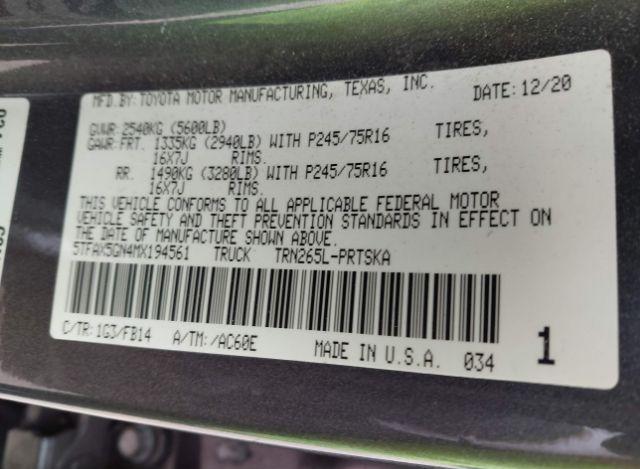 MFD.BY:TOYOTA MOTOR MANUFACTURING, TEXAS, INC. DATE:12/20
GVWR:2540KG (5600LB)
GAWR:FRT. 1335KG (2940LB) WITH P245/75R16 TIRES,
16X7J RIMS.
RR. 1490KG (3280LB) WITH P245/75R16 TIRES,
16X7J RIMS.
THIS VEHICLE CONFORMS TO ALL APPLICABLE FEDERAL MOTOR
VEHICLE SAFETY AND THEFT PREVENTION STANDARDS IN EFFECT ON
THE DATE OF MANUFACTURE SHOWN ABOVE.
5TFAX5GN4MX194561 TRUCK TRN265L-PRTSKA
C/TR:1G3/FB14 A/TM:/AC60E MADE IN U.S.A. 034 1